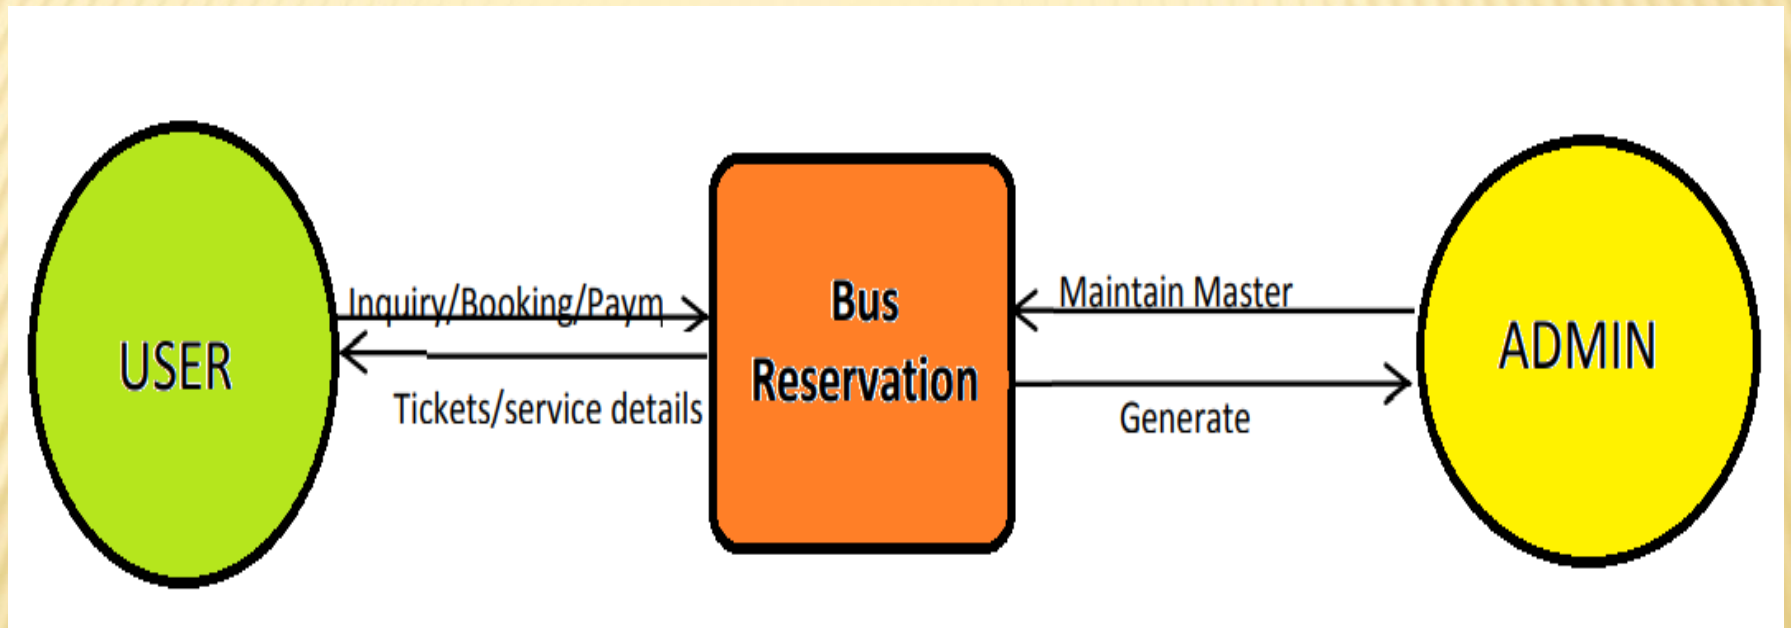 USER
Inquiry/Booking/Paym
Tickets/service details
Bus
Reservation
Maintain Master
Generate
ADMIN